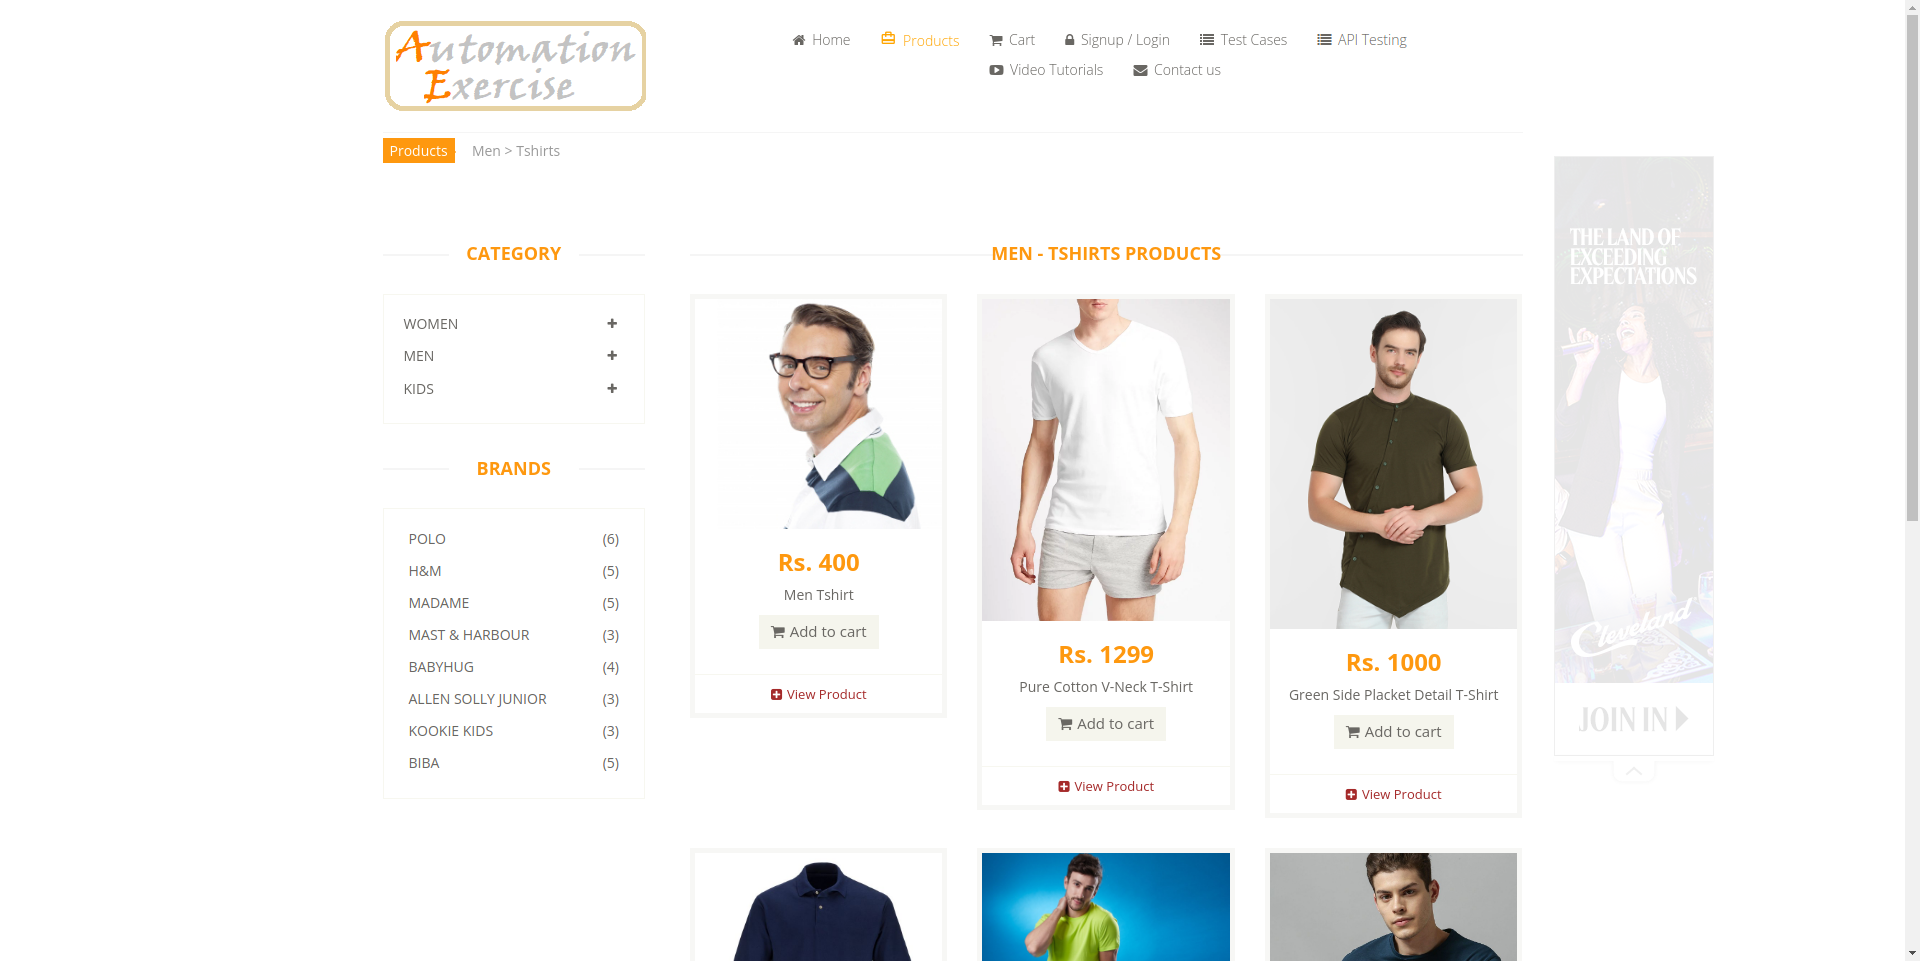 Automation
Exercise
Home
Products
Cart
Signup / Login
Test Cases
API Testing
Video Tutorials
Contact us
Products
Men > Tshirts
CATEGORY
WOMEN
MEN
KIDS
BRANDS
POLO (6)
H&M (5)
MADAME (5)
MAST & HARBOUR (3)
BABYHUG (4)
ALLEN SOLLY JUNIOR (3)
KOOKIE KIDS (3)
BIBA (5)
MEN - TSHIRTS PRODUCTS
Rs. 400
Men Tshirt
Add to cart
View Product
Rs. 1299
Pure Cotton V-Neck T-Shirt
Add to cart
View Product
Rs. 1000
Green Side Placket Detail T-Shirt
Add to cart
View Product
THE LAND OF
EXCEEDING
EXPECTATIONS
Cleveland
JOIN IN